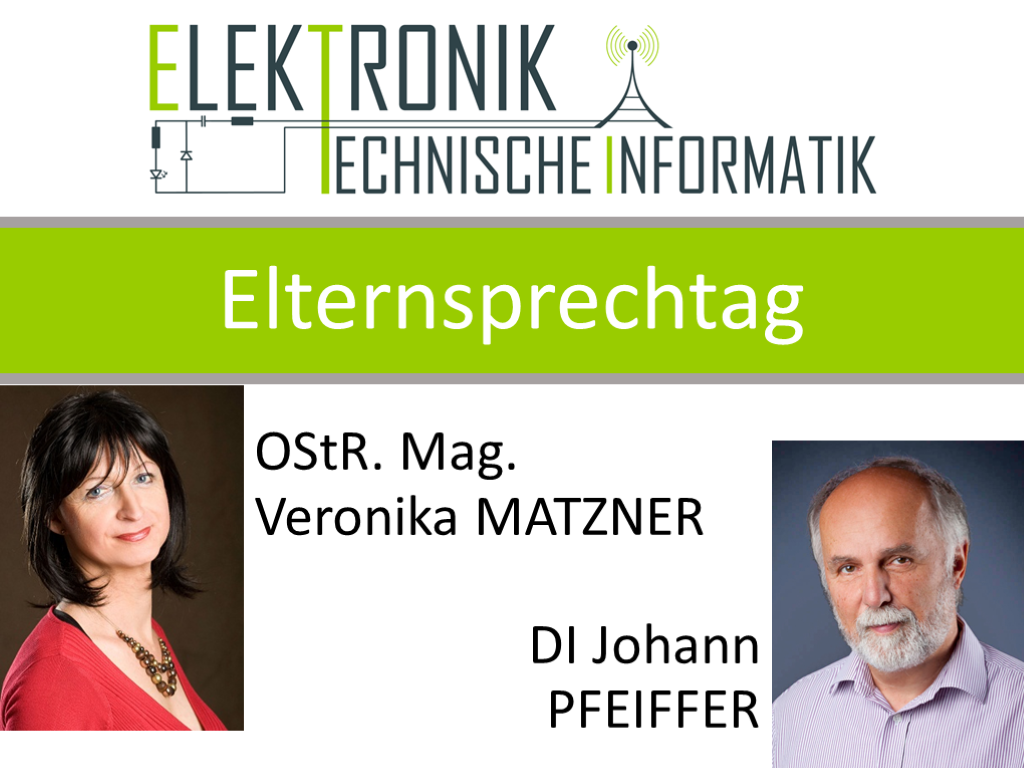 ELEKTRONIK
TECHNISCHE INFORMATIK
Elternsprechtag
OStR. Mag.
Veronika MATZNER
DI Johann
PFEIFFER